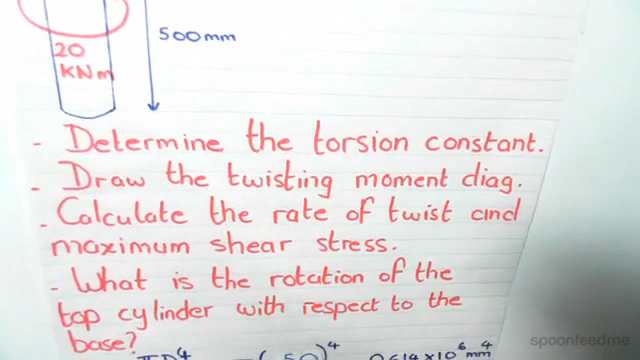 500mm
20
KNm
- Determine the torsion constant.
- Draw the twisting moment diag.
- Calculate the rate of twist and
maximum shear stress.
- What is the rotation of the
top cylinder with respect to the
base?
spoonfeedme